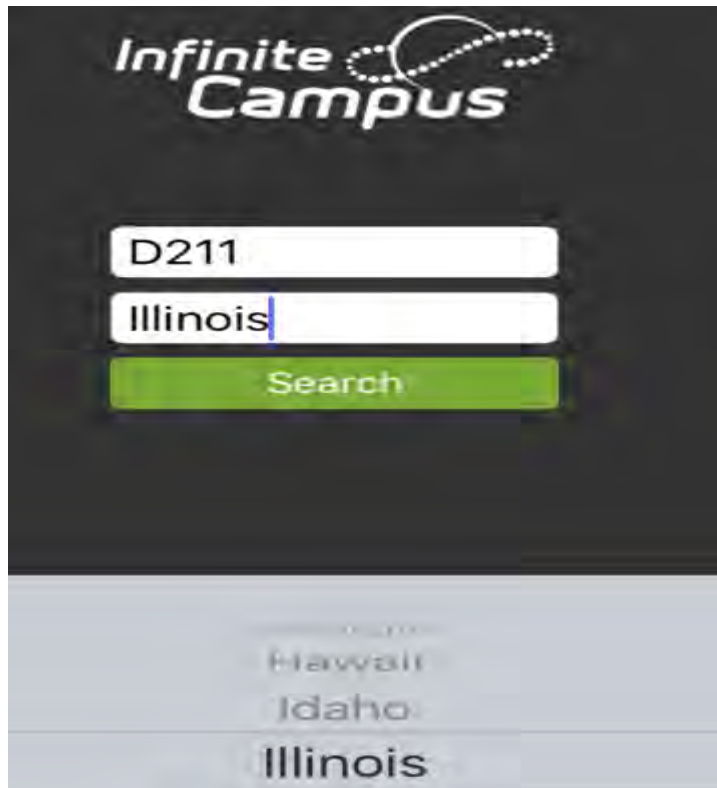 Infinite
Campus
D211
Illinois
Search
Hawaii
Idaho
Illinois